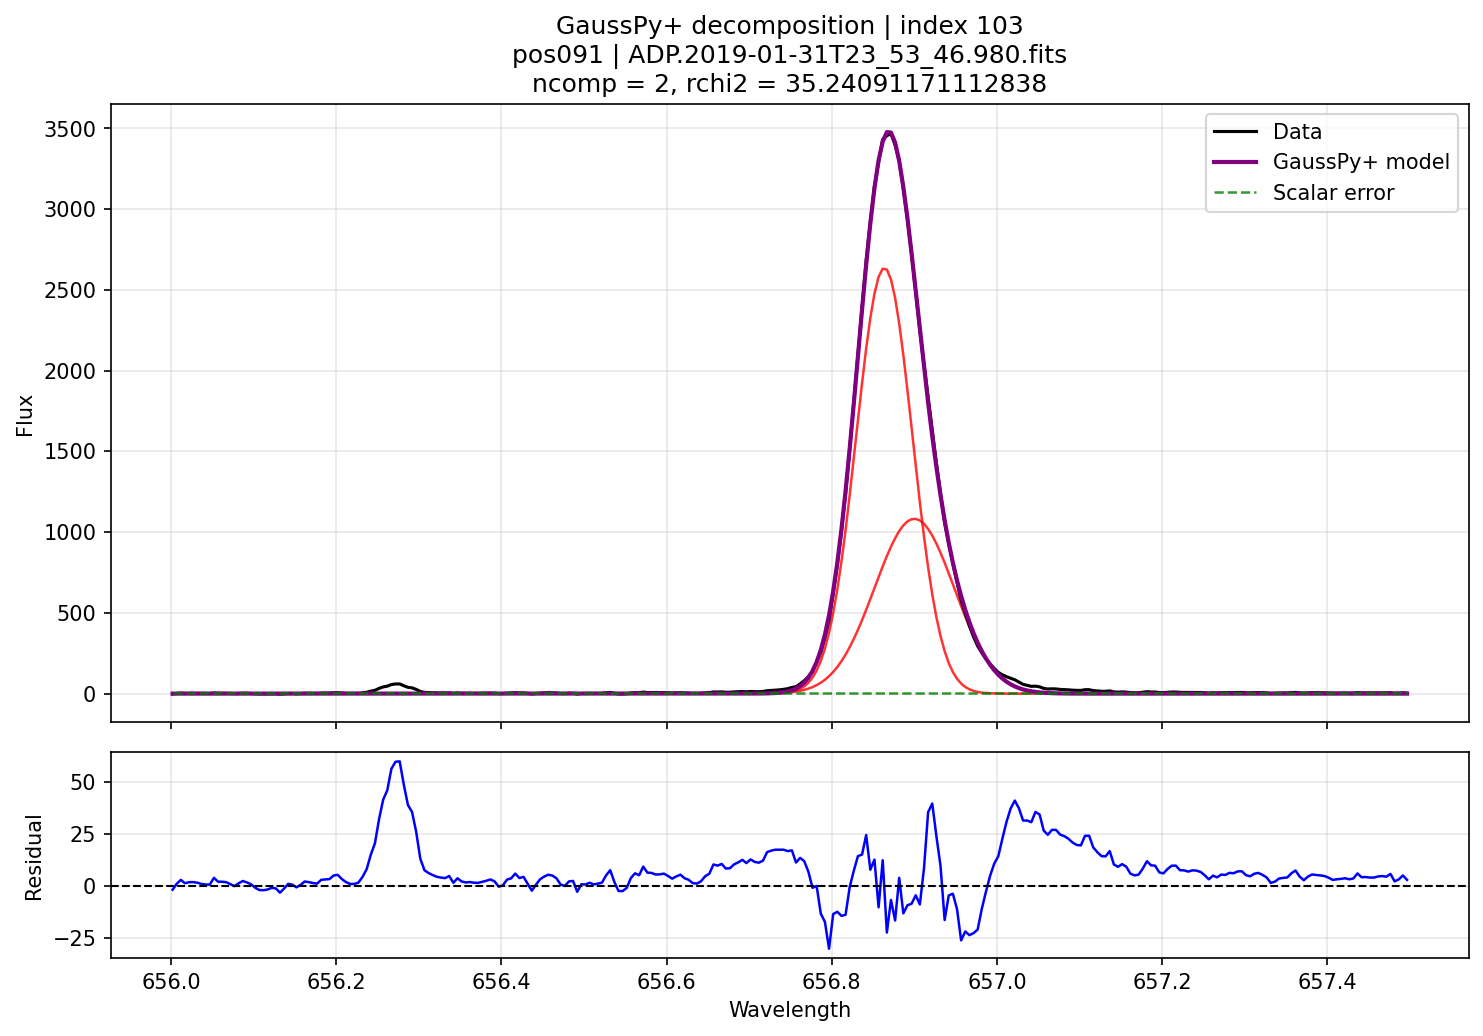 GaussPy+ decomposition | index 103
pos091 | ADP.2019-01-31T23_53_46.980.fits
ncomp = 2, rchi2 = 35.24091171112838
Data
GaussPy+ model
Scalar error
3500
3000
2500
2000
1500
1000
500
0
Flux
50
25
0
−25
Residual
656.0 656.2 656.4 656.6 656.8 657.0 657.2 657.4
Wavelength